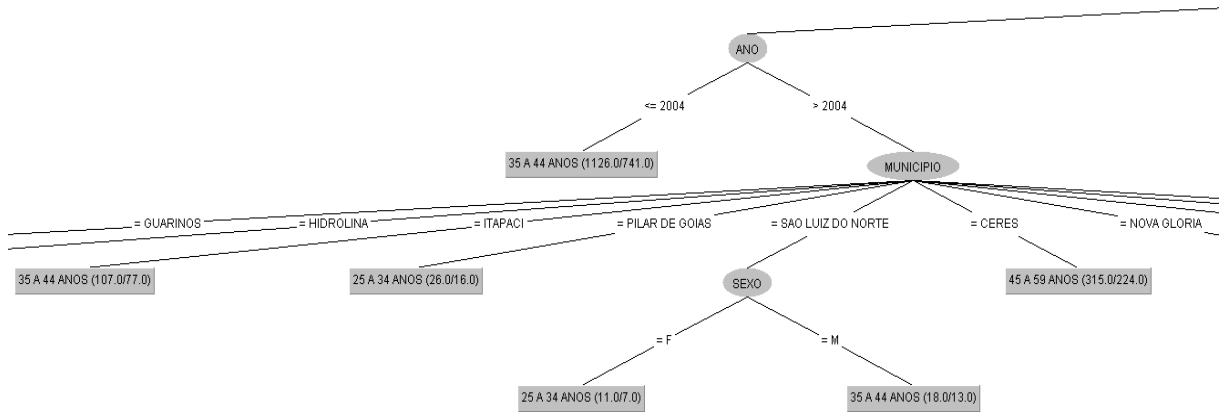 ANO
<= 2004
> 2004
35 A 44 ANOS (1126.0/741.0)
MUNICIPIO
= GUARINOS
= HIDROLINA
= ITAPACI
= PILAR DE GOIAS
= SAO LUIZ DO NORTE
= CERES
= NOVA GLORIA
35 A 44 ANOS (107.0/77.0)
25 A 34 ANOS (26.0/16.0)
SEXO
45 A 59 ANOS (315.0/224.0)
= F
= M
25 A 34 ANOS (11.0/7.0)
35 A 44 ANOS (18.0/13.0)